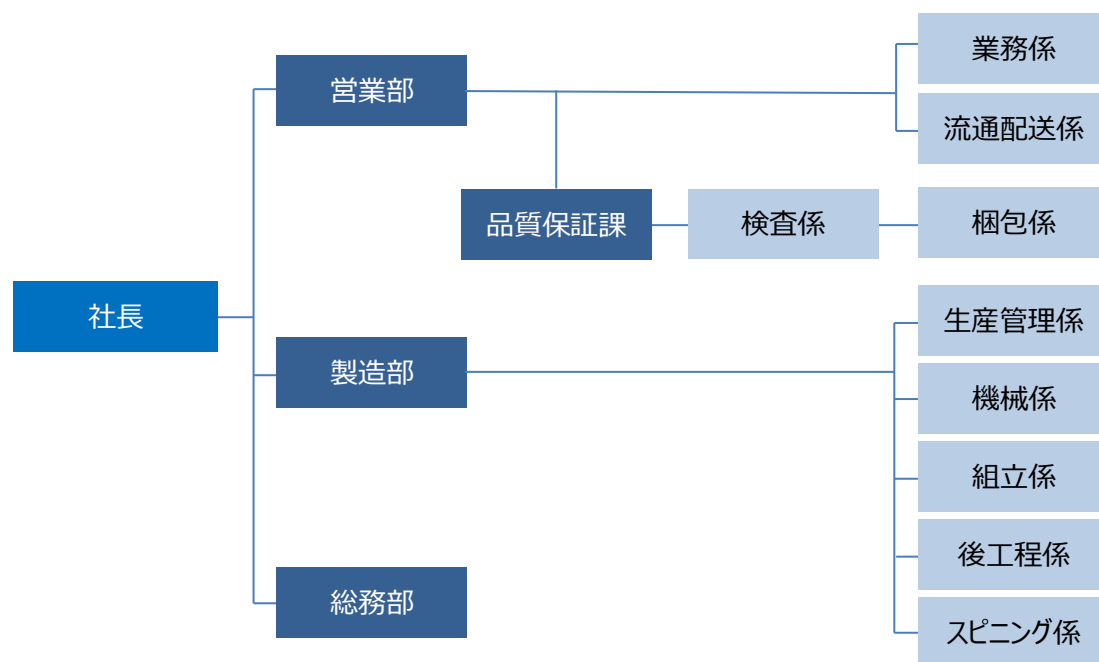 社長
営業部
業務係
流通配送係
品質保証課
検査係
梱包係
製造部
生産管理係
機械係
組立係
後工程係
スピニング係
総務部